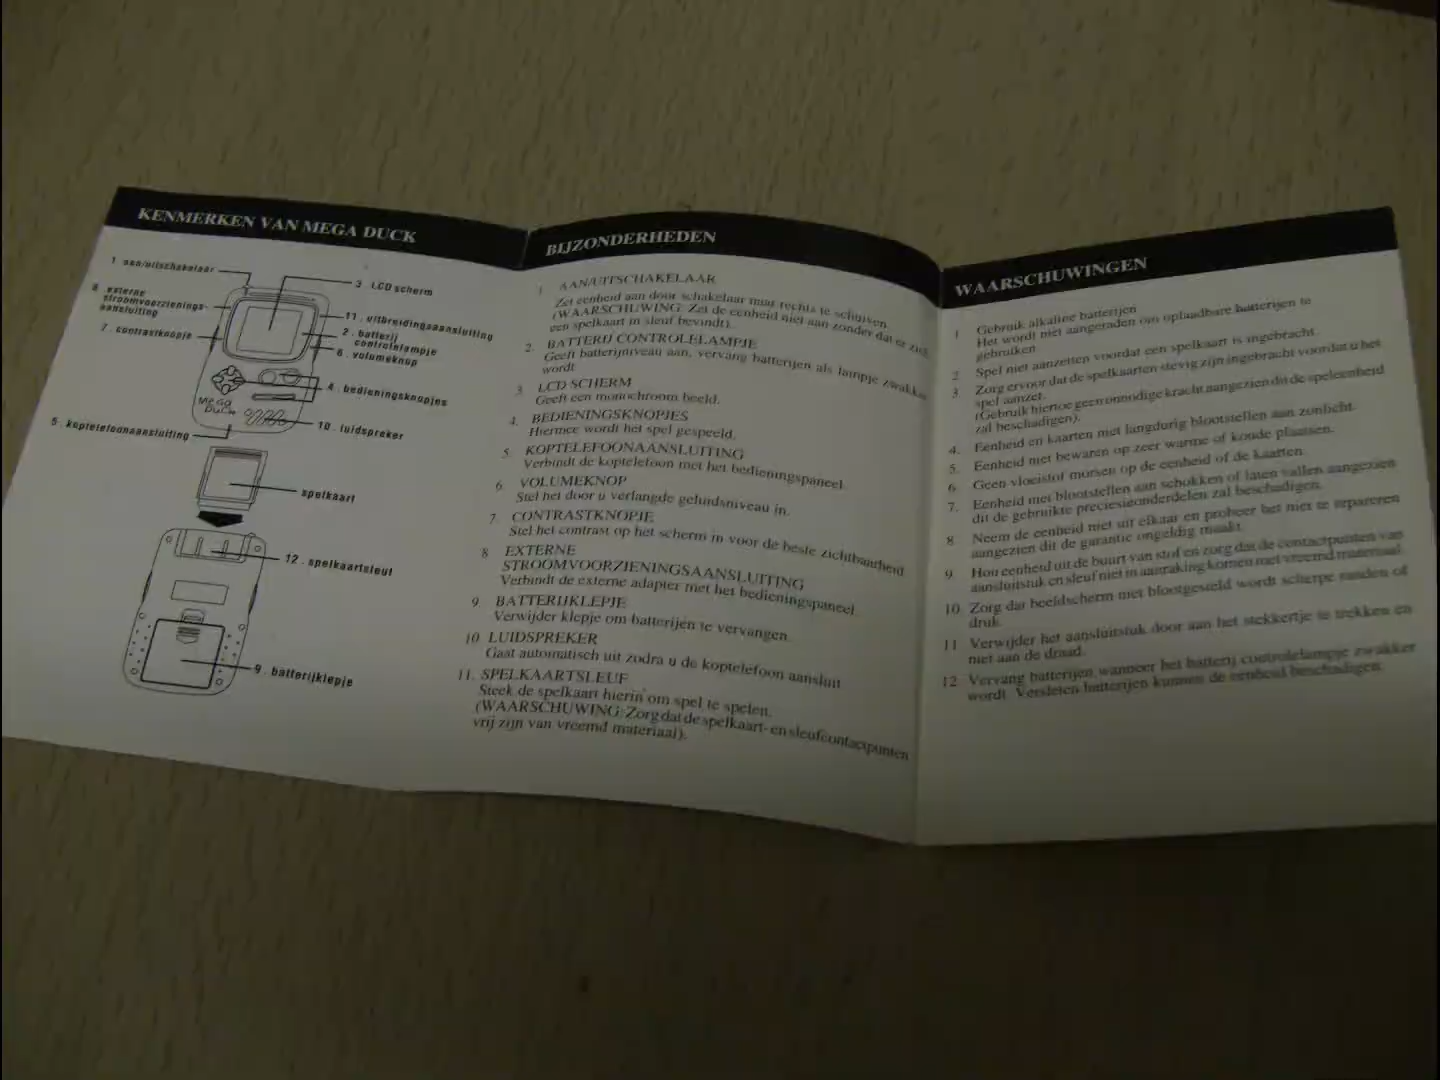 KENMERKEN VAN MEGA DUCK
1. aan/uitschakelaar
3. LCD scherm
8. externe
stroomvoorzienings-
aansluiting
11. uitbreidingaaansluiting
2. batterij
controlelampje
7. contrastknopje
6. volumeknop
4. bedieningsknopjes
MEGA
DUCK
10. luidspreker
5. koptelefoonaansluiting
spelkaart
12. spelkaartsleuf
9. batterijklepje
BIJZONDERHEDEN
1. AAN/UITSCHAKELAAR
Zet eenheid aan door schakelaar naar rechts te schuiven
(WAARSCHUWING: Zet de eenheid niet aan zonder dat er zich
een spelkaart in sleuf bevindt).
2. BATTERIJ CONTROLELAMPJE
Geeft batterijniveau aan, vervang batterijen als lampje zwakker
wordt
3. LCD SCHERM
Geeft een monochroom beeld.
4. BEDIENINGSKNOPJES
Hiermee wordt het spel gespeeld.
5. KOPTELEFOONAANSLUITING
Verbindt de koptelefoon met het bedieningspaneel.
6. VOLUMEKNOP
Stel het door u verlangde geluidsniveau in.
7. CONTRASTKNOPJE
Stel het contrast op het scherm in voor de beste zichtbaarheid
8 EXTERNE
STROOMVOORZIENINGSAANSLUITING
Verbindt de externe adapter met het bedieningspaneel
9. BATTERIJKLEPJE
Verwijder klepje om batterijen te vervangen
10. LUIDSPREKER
Gaat automatisch uit zodra u de koptelefoon aansluit
11. SPELKAARTSLEUF
Steek de spelkaart hierin om spel te spelen.
(WAARSCHUWING: Zorg dat de spelkaart- en sleufcontactpunten
vrij zijn van vreemd materiaal).
WAARSCHUWINGEN
1 Gebruik alkaline batterijen
Het wordt niet aangeraden om oplaadbare batterijen te
gebruiken
2 Spel niet aanzetten voordat een spelkaart is ingebracht.
3. Zorg ervoor dat de spelkaarten stevig zijn ingebracht voordat u het
spel aanzet.
(Gebruik hiervoor geen onnodige kracht aangezien dit de speleenheid
zal beschadigen).
4. Eenheid en kaarten met langdurig blootstellen aan zonlicht.
5. Eenheid niet bewaren op zeer warme of koude plaatsen.
6. Geen vloeistof morsen op de eenheid of de kaarten.
7. Eenheid niet blootstellen aan schokken of laten vallen aangezien
dit de gebruikte preciesieonderdelen zal beschadigen.
8 Neem de eenheid niet uit elkaar en probeer het niet te repareren
aangezien dit de garantie ongeldig maakt.
9. Hou eenheid uit de buurt van stof en zorg dat de contactpunten van
aansluitstuk en sleuf niet in aanraking komen met vreemd materiaal.
10. Zorg dat beeldscherm niet blootgesteld wordt scherpe randen of
druk.
11 Verwijder het aansluitstuk door aan het stekkertje te trekken en
niet aan de draad.
12 Vervang batterijen, wanneer het batterij controlelampje zwakker
wordt. Versleten batterijen kunnen de eenheid beschadigen.